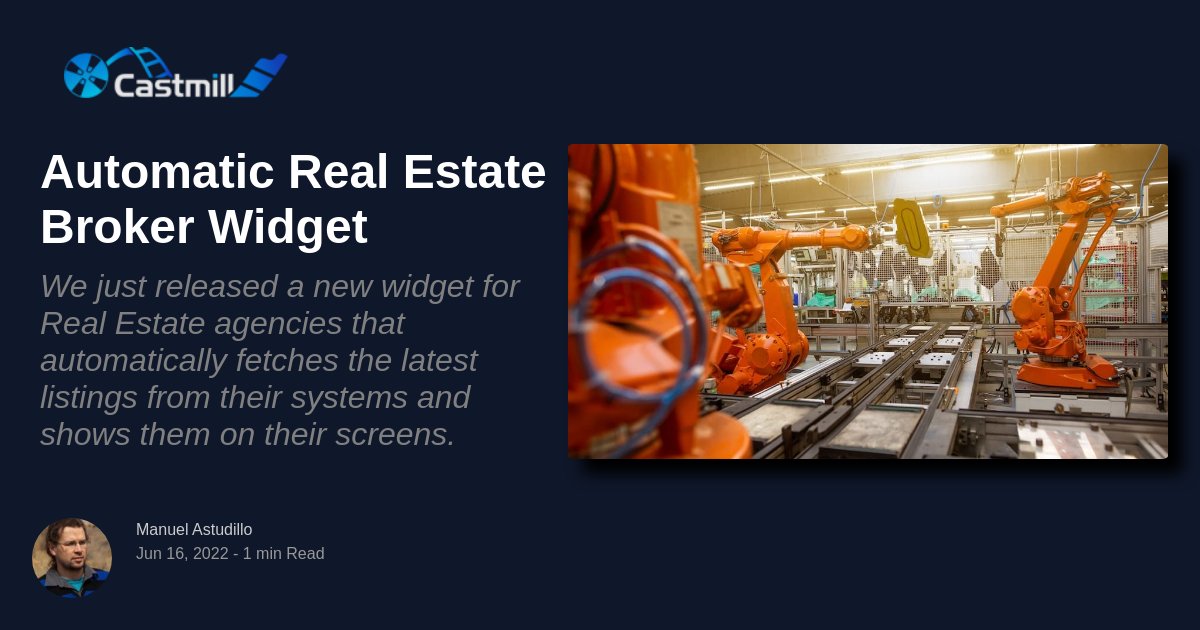 Castmill
Automatic Real Estate
Broker Widget
We just released a new widget for
Real Estate agencies that
automatically fetches the latest
listings from their systems and
shows them on their screens.
Manuel Astudillo
Jun 16, 2022 - 1 min Read